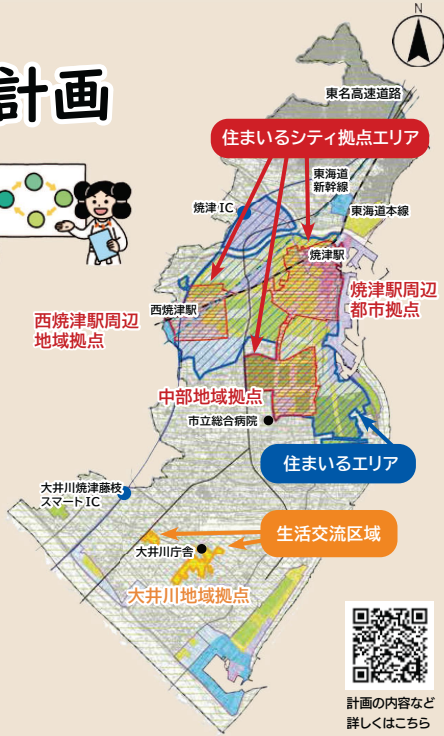 N
計画
東名高速道路
住まいるシティ拠点エリア
東海道
新幹線
焼津 IC
東海道本線
焼津駅
焼津駅周辺
都市拠点
西焼津駅
西焼津駅周辺
地域拠点
中部地域拠点
市立総合病院
住まいるエリア
大井川焼津藤枝
スマート IC
生活交流区域
大井川庁舎
大井川地域拠点
計画の内容など
詳しくはこちら